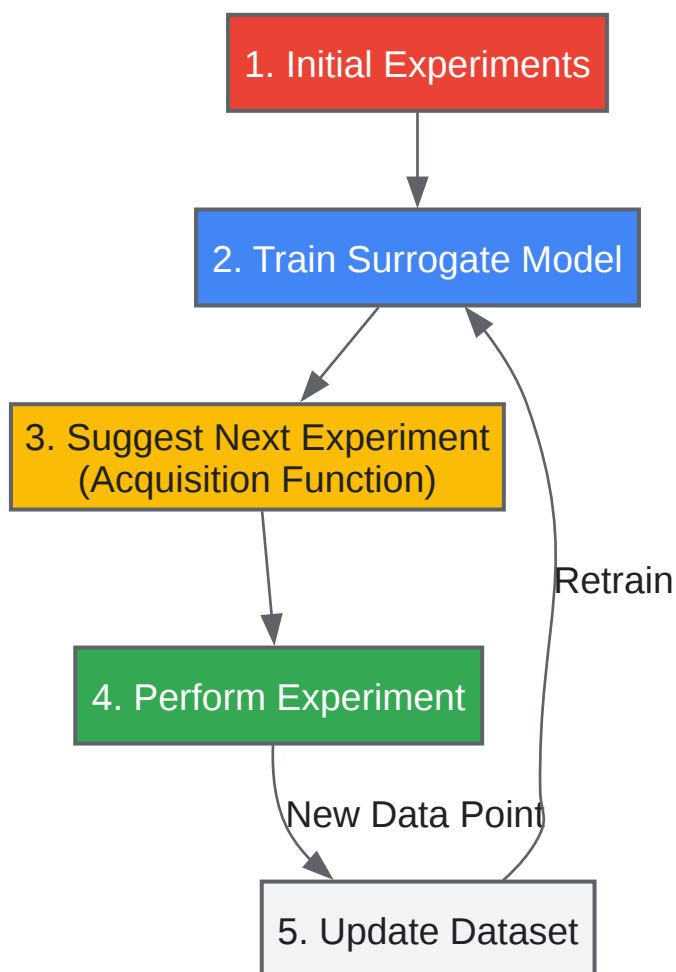 1. Initial Experiments
2. Train Surrogate Model
3. Suggest Next Experiment
(Acquisition Function)
Retrain
4. Perform Experiment
New Data Point
5. Update Dataset